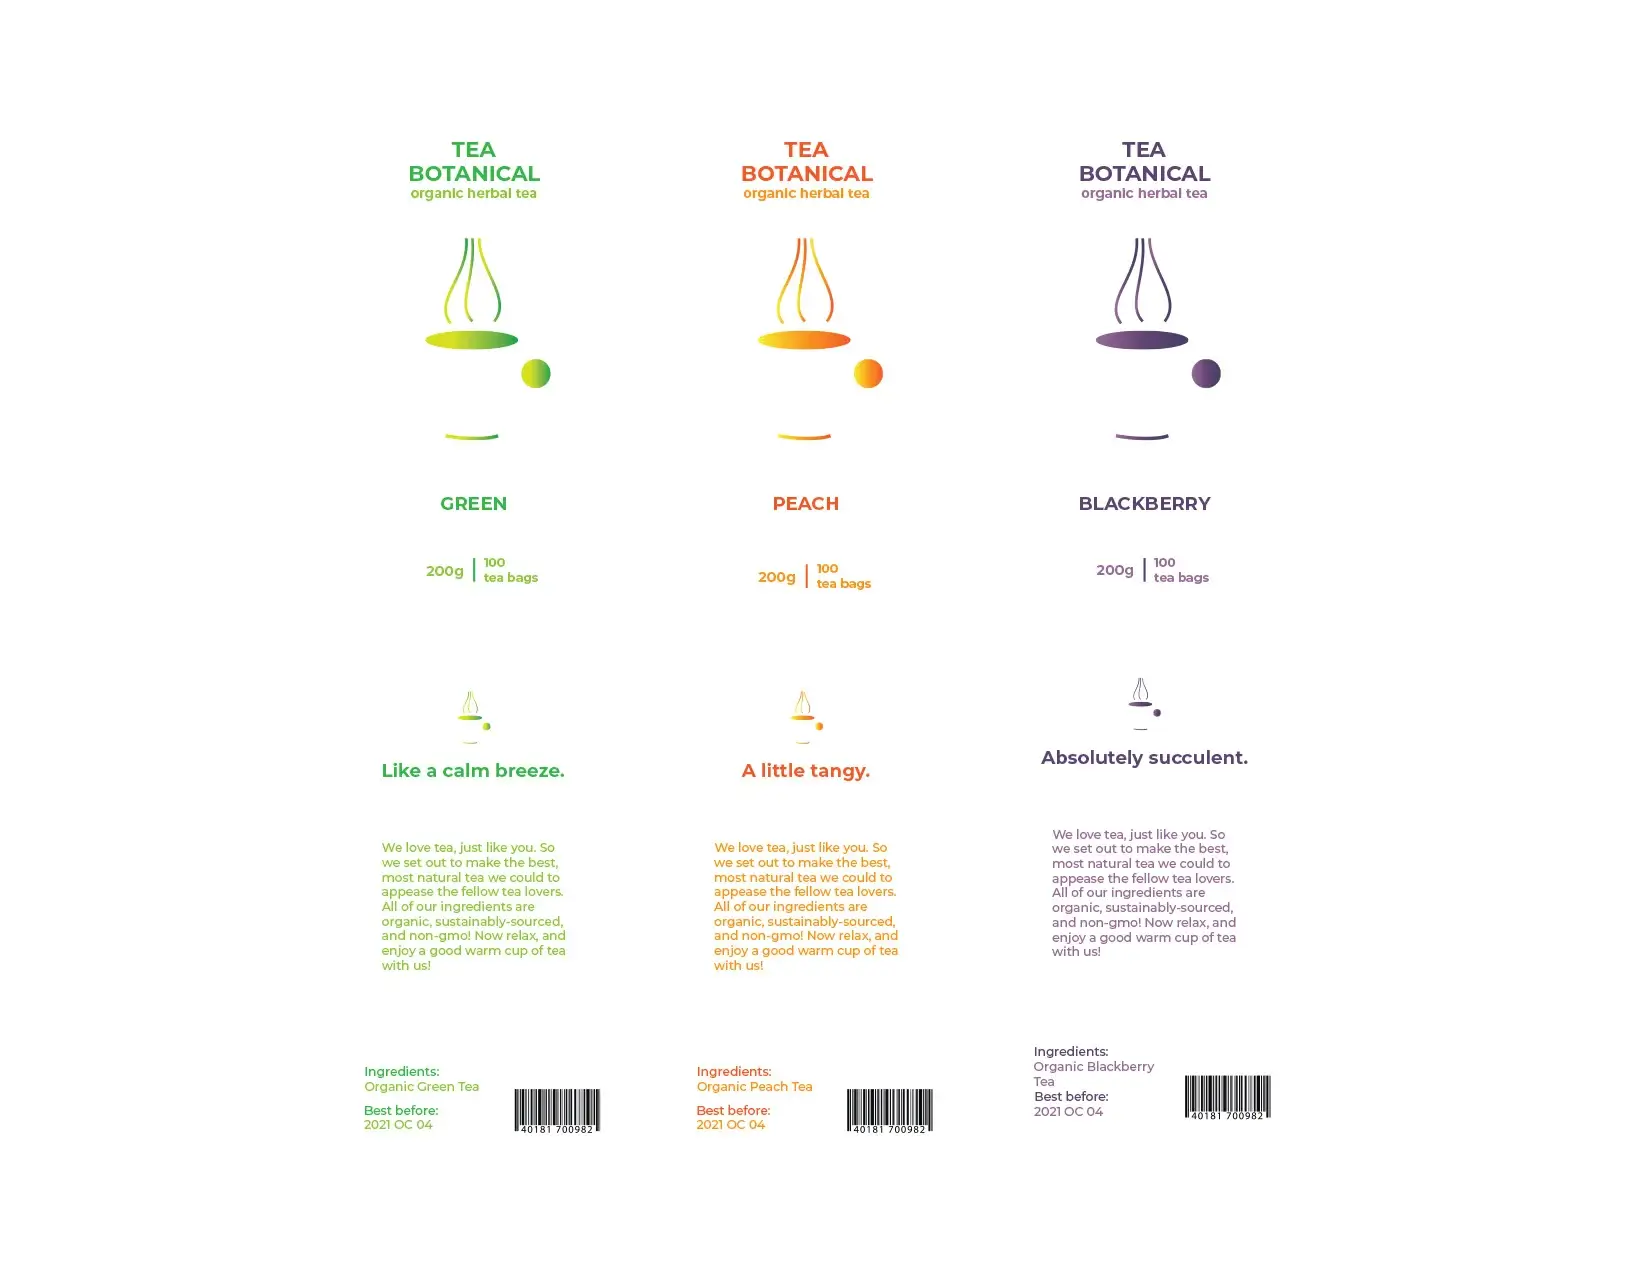 TEA
BOTANICAL
organic herbal tea
GREEN
200g
100
tea bags
Like a calm breeze.
We love tea, just like you. So
we set out to make the best,
most natural tea we could to
appease the fellow tea lovers.
All of our ingredients are
organic, sustainably-sourced,
and non-gmo! Now relax, and
enjoy a good warm cup of tea
with us!
Ingredients:
Organic Green Tea
Best before:
2021 OC 04
40181 700982
TEA
BOTANICAL
organic herbal tea
PEACH
200g
100
tea bags
A little tangy.
We love tea, just like you. So
we set out to make the best,
most natural tea we could to
appease the fellow tea lovers.
All of our ingredients are
organic, sustainably-sourced,
and non-gmo! Now relax, and
enjoy a good warm cup of tea
with us!
Ingredients:
Organic Peach Tea
Best before:
2021 OC 04
40181 700982
TEA
BOTANICAL
organic herbal tea
BLACKBERRY
200g
100
tea bags
Absolutely succulent.
We love tea, just like you. So
we set out to make the best,
most natural tea we could to
appease the fellow tea lovers.
All of our ingredients are
organic, sustainably-sourced,
and non-gmo! Now relax, and
enjoy a good warm cup of tea
with us!
Ingredients:
Organic Blackberry
Tea
Best before:
2021 OC 04
40181 700982